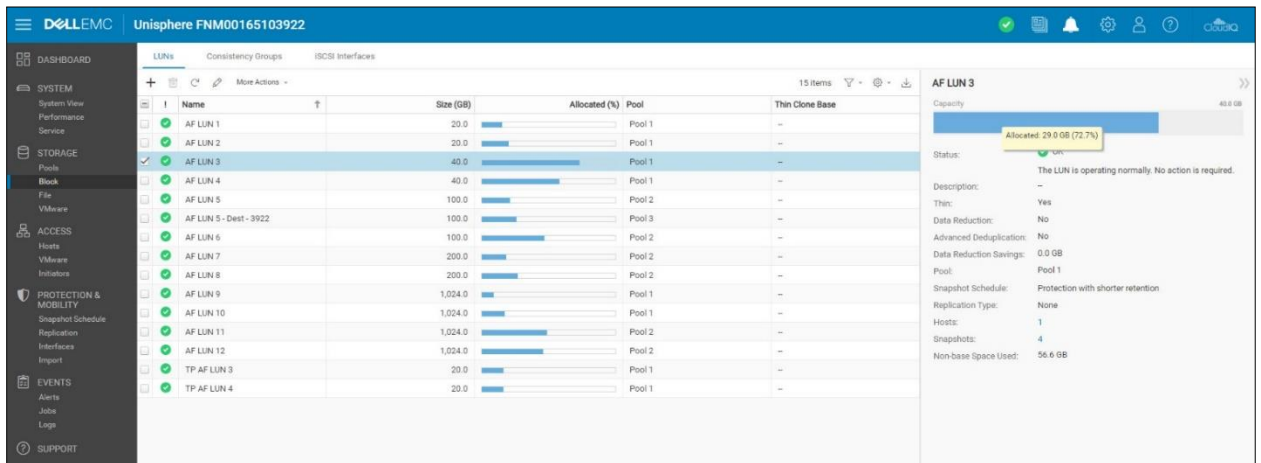 DELLEMC Unisphere FNM00165103922 CloudIQ
DASHBOARD
SYSTEM
System View
Performance
Service
STORAGE
Pools
Block
File
VMware
ACCESS
Hosts
VMware
Initiators
PROTECTION &
MOBILITY
Snapshot Schedule
Replication
Interfaces
Import
EVENTS
Alerts
Jobs
Logs
SUPPORT
LUNs Consistency Groups iSCSI Interfaces
More Actions 15 items
! Name Size (GB) Allocated (%) Pool Thin Clone Base
AF LUN 1 20.0 Pool 1 –
AF LUN 2 20.0 Pool 1 –
AF LUN 3 40.0 Pool 1 –
AF LUN 4 40.0 Pool 1 –
AF LUN 5 100.0 Pool 2 –
AF LUN 5 - Dest - 3922 100.0 Pool 3 –
AF LUN 6 100.0 Pool 2 –
AF LUN 7 200.0 Pool 2 –
AF LUN 8 200.0 Pool 2 –
AF LUN 9 1,024.0 Pool 1 –
AF LUN 10 1,024.0 Pool 1 –
AF LUN 11 1,024.0 Pool 2 –
AF LUN 12 1,024.0 Pool 2 –
TP AF LUN 3 20.0 Pool 1 –
TP AF LUN 4 20.0 Pool 1 –
AF LUN 3
Capacity 40.0 GB
Allocated: 29.0 GB (72.7%)
Status: OK
The LUN is operating normally. No action is required.
Description: –
Thin: Yes
Data Reduction: No
Advanced Deduplication: No
Data Reduction Savings: 0.0 GB
Pool: Pool 1
Snapshot Schedule: Protection with shorter retention
Replication Type: None
Hosts: 1
Snapshots: 4
Non-base Space Used: 56.6 GB